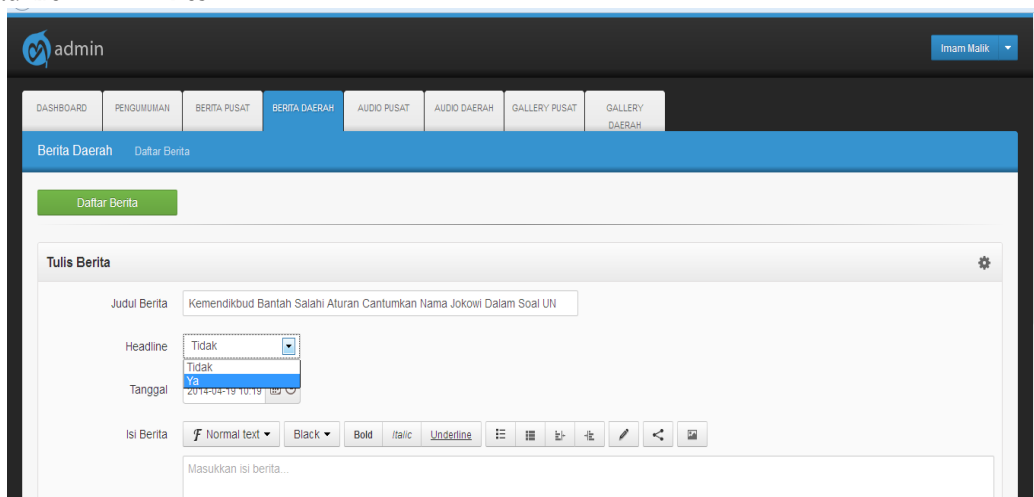 admin
Imam Malik
DASHBOARD PENGUMUMAN BERITA PUSAT BERITA DAERAH AUDIO PUSAT AUDIO DAERAH GALLERY PUSAT GALLERY
DAERAH
Berita Daerah Daftar Berita
Daftar Berita
Tulis Berita
Judul Berita Kemendikbud Bantah Salahi Aturan Cantumkan Nama Jokowi Dalam Soal UN
Headline Tidak
Tidak
Ya
Tanggal 2014-04-19 10:19
Isi Berita Normal text Black Bold Italic Underline
Masukkan isi berita...